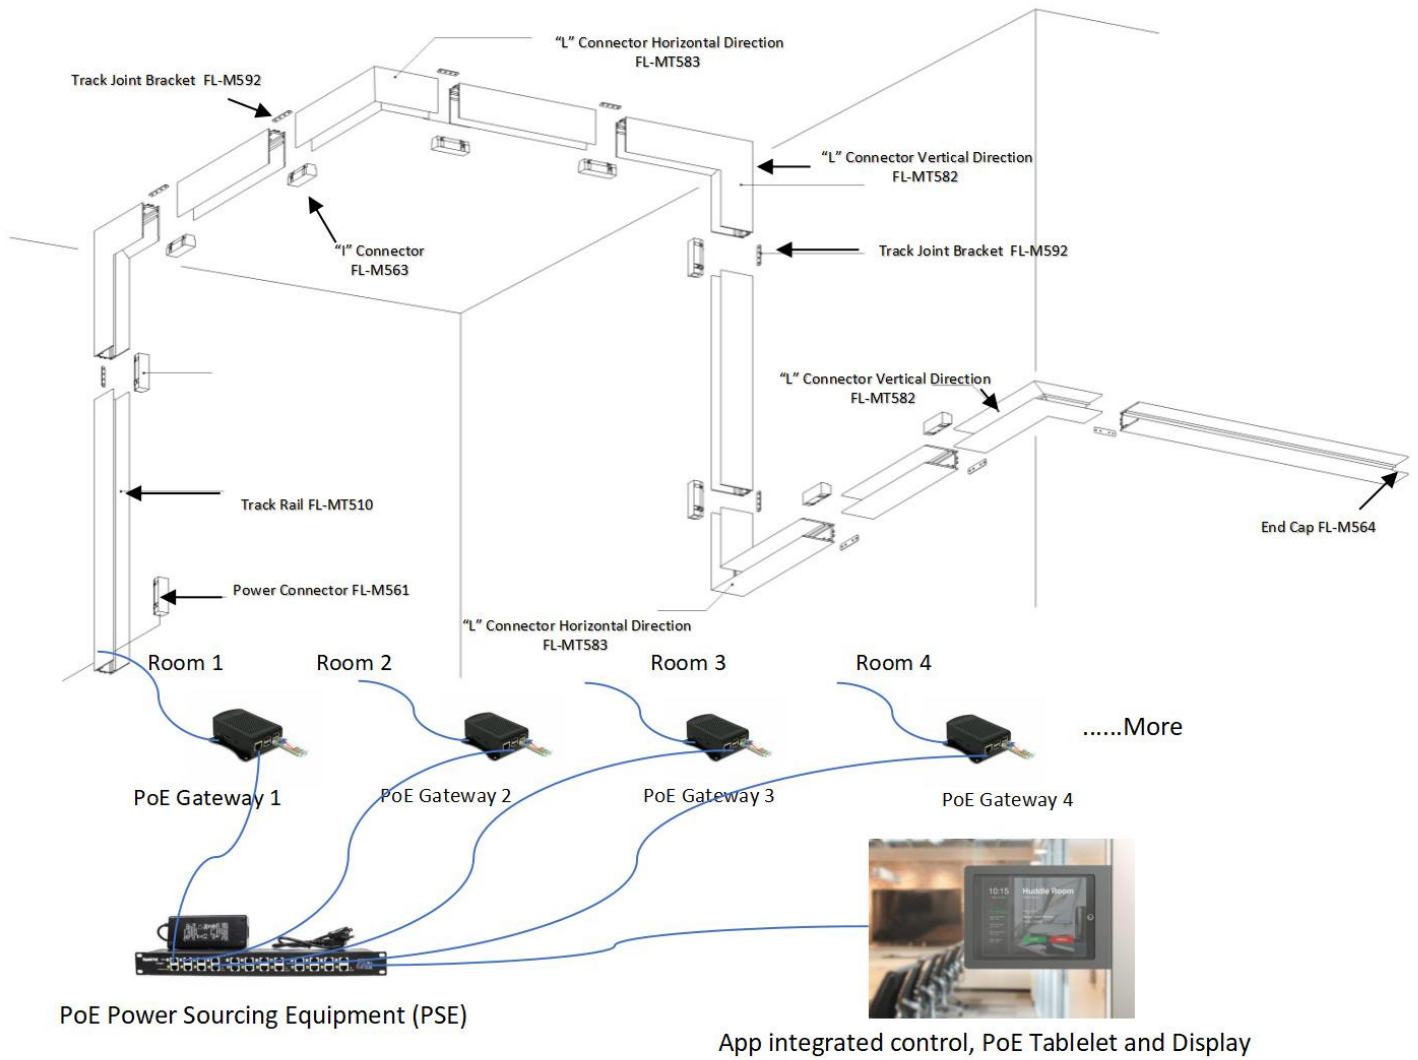 “L” Connector Horizontal Direction
FL-MT583
Track Joint Bracket FL-M592
“L” Connector Vertical Direction
FL-MT582
“I” Connector
FL-M563
Track Joint Bracket FL-M592
“L” Connector Vertical Direction
FL-MT582
Track Rail FL-MT510
End Cap FL-M564
Power Connector FL-M561
“L” Connector Horizontal Direction
FL-MT583
Room 1
Room 2
Room 3
Room 4
......More
PoE Gateway 1
PoE Gateway 2
PoE Gateway 3
PoE Gateway 4
10:15
Huddle Room
PoE Power Sourcing Equipment (PSE)
App integrated control, PoE Tablelet and Display